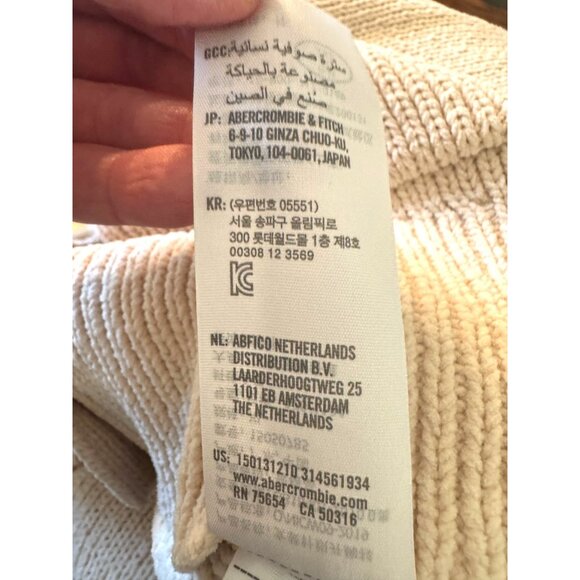 GCC: سترة صوفية نسائية
مصنوعة بالحياكة
صُنع في الصين
JP: ABERCROMBIE & FITCH
6-9-10 GINZA CHUO-KU,
TOKYO, 104-0061, JAPAN
KR: (우편번호 05551)
서울 송파구 올림픽로
300 롯데월드몰 1층 제8호
00308 12 3569
KC
NL: ABFICO NETHERLANDS
DISTRIBUTION B.V.
LAARDERHOOGTWEG 25
1101 EB AMSTERDAM
THE NETHERLANDS
US: 150131210 314561934
www.abercrombie.com
RN 75654 CA 50316